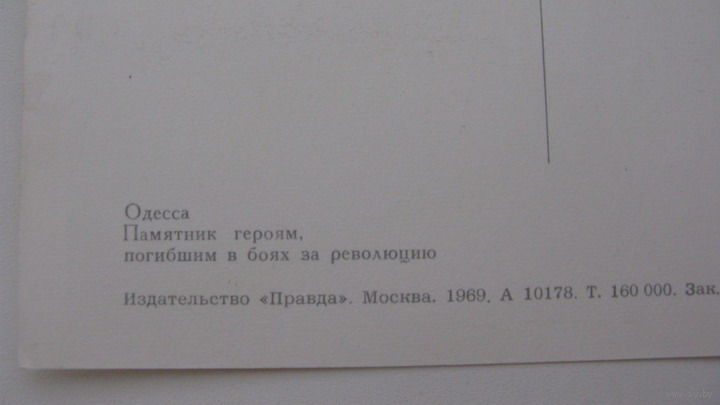 Одесса
Памятник героям,
погибшим в боях за революцию
Издательство «Правда». Москва. 1969. А 10178. Т. 160 000. Зак.